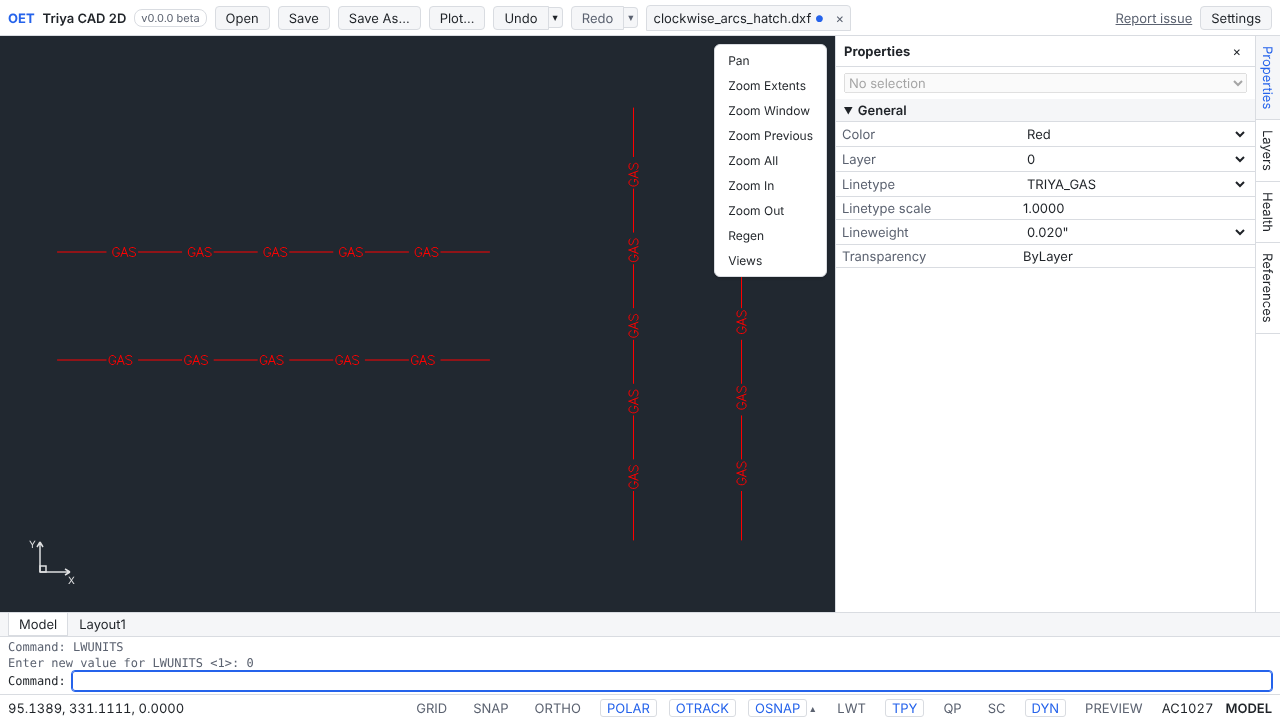 OET Triya CAD 2D v0.0.0 beta Open Save Save As... Plot... Undo ▾ Redo ▾ clockwise_arcs_hatch.dxf × Report issue Settings
Pan
Zoom Extents
Zoom Window
Zoom Previous
Zoom All
Zoom In
Zoom Out
Regen
Views
GAS GAS GAS GAS GAS
GAS GAS GAS GAS GAS
GAS
GAS
GAS
GAS
GAS
GAS
GAS
GAS
Y
X
Properties ×
No selection
General
Color Red
Layer 0
Linetype TRIYA_GAS
Linetype scale 1.0000
Lineweight 0.020"
Transparency ByLayer
Properties
Layers
Health
References
Model Layout1
Command: LWUNITS
Enter new value for LWUNITS <1>: 0
Command:
95.1389, 331.1111, 0.0000 GRID SNAP ORTHO POLAR OTRACK OSNAP ▴ LWT TPY QP SC DYN PREVIEW AC1027 MODEL